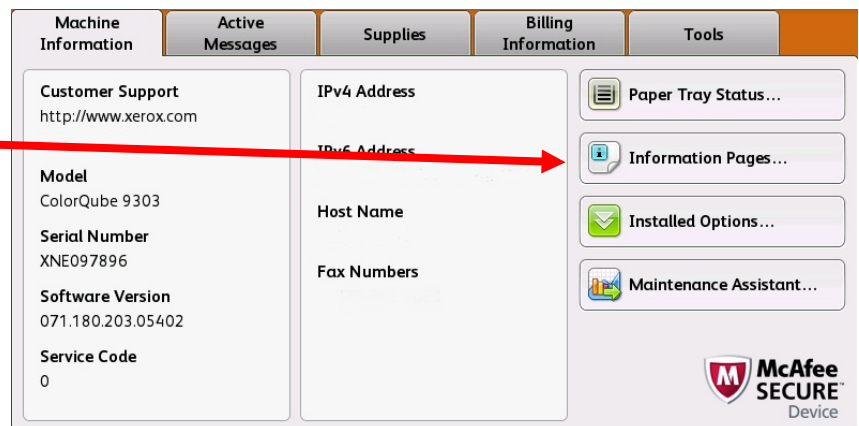 Machine Information
Active Messages
Supplies
Billing Information
Tools
Customer Support
http://www.xerox.com
Model
ColorQube 9303
Serial Number
XNE097896
Software Version
071.180.203.05402
Service Code
0
IPv4 Address
IPv6 Address
Host Name
Fax Numbers
Paper Tray Status...
Information Pages...
Installed Options...
Maintenance Assistant...
McAfee
SECURE™
Device